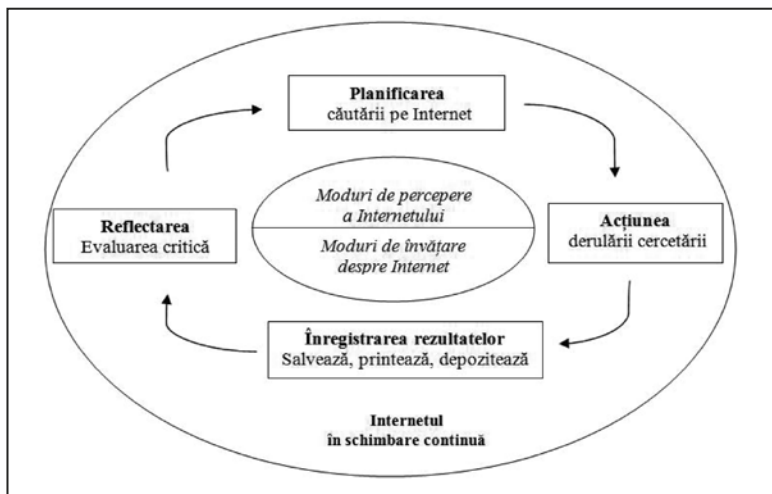 Planificarea
căutării pe Internet
Moduri de percepere
a Internetului
Moduri de învățare
despre Internet
Reflectarea
Evaluarea critică
Acțiunea
derulării cercetării
Înregistrarea rezultatelor
Salvează, printează, depozitează
Internetul
în schimbare continuă